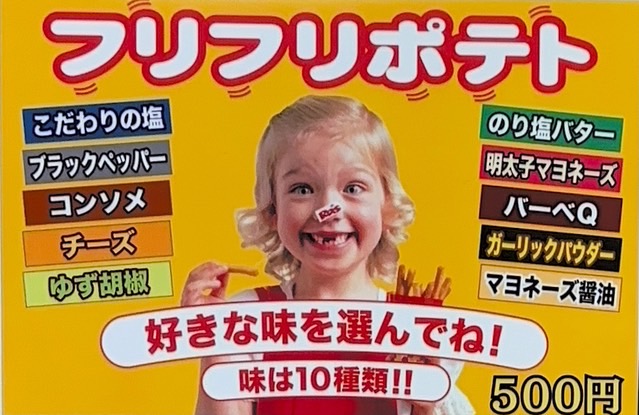 フリフリポテト
こだわりの塩
ブラックペッパー
コンソメ
チーズ
ゆず胡椒
のり塩バター
明太子マヨネーズ
バーベQ
ガーリックパウダー
マヨネーズ醤油
好きな味を選んでね!
味は10種類!!
500円